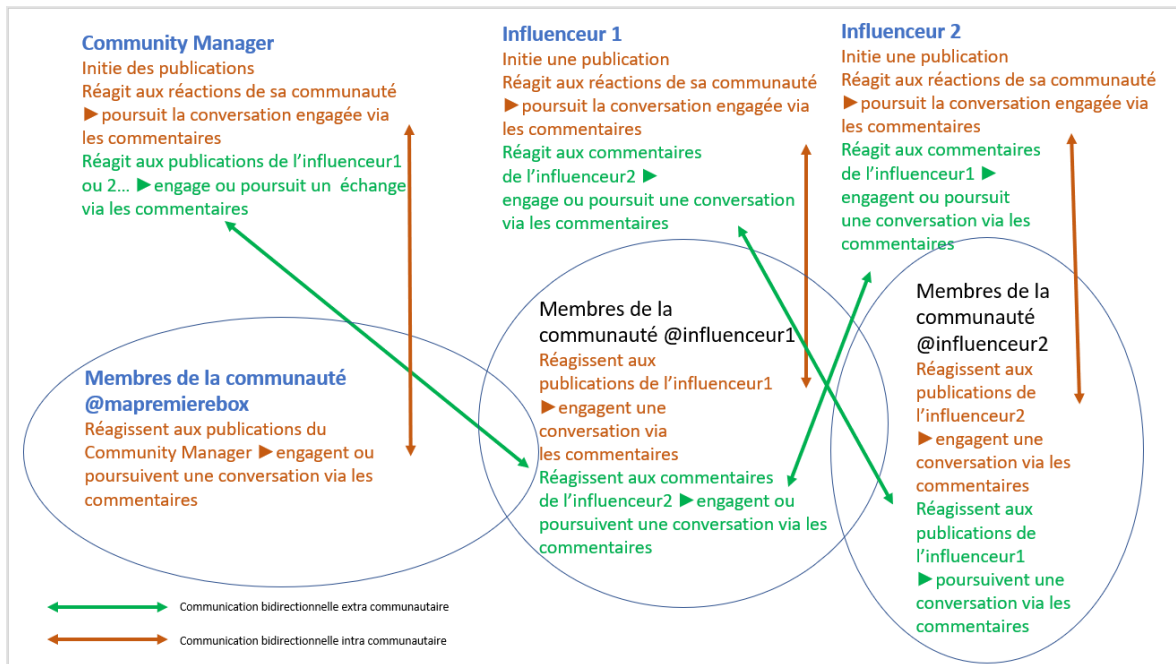 Community Manager
Initie des publications
Réagit aux réactions de sa communauté
►poursuit la conversation engagée via
les commentaires
Réagit aux publications de l'influenceur1
ou 2... ►engage ou poursuit un échange
via les commentaires
Influenceur 1
Initie une publication
Réagit aux réactions de sa communauté
►poursuit la conversation engagée via
les commentaires
Réagit aux commentaires
de l'influenceur2 ►
engage ou poursuit une conversation
via les commentaires
Influenceur 2
Initie une publication
Réagit aux réactions de sa communauté
►poursuit la conversation engagée via
les commentaires
Réagit aux commentaires
de l'influenceur1 ►
engagent ou poursuit
une conversation via les
commentaires
Membres de la communauté
@mapremierebox
Réagissent aux publications du
Community Manager ►engagent ou
poursuivent une conversation via les
commentaires
Membres de la
communauté @influenceur1
Réagissent aux
publications de l'influenceur1
►engagent une
conversation via
les commentaires
Réagissent aux commentaires
de l'influenceur2 ►engagent ou
poursuivent une conversation via les
commentaires
Membres de la
communauté
@influenceur2
Réagissent aux
publications de
l'influenceur2
►engagent une
conversation via les
commentaires
Réagissent aux
publications de
l'influenceur1
►poursuivent une
conversation via les
commentaires
Communication bidirectionnelle extra communautaire
Communication bidirectionnelle intra communautaire